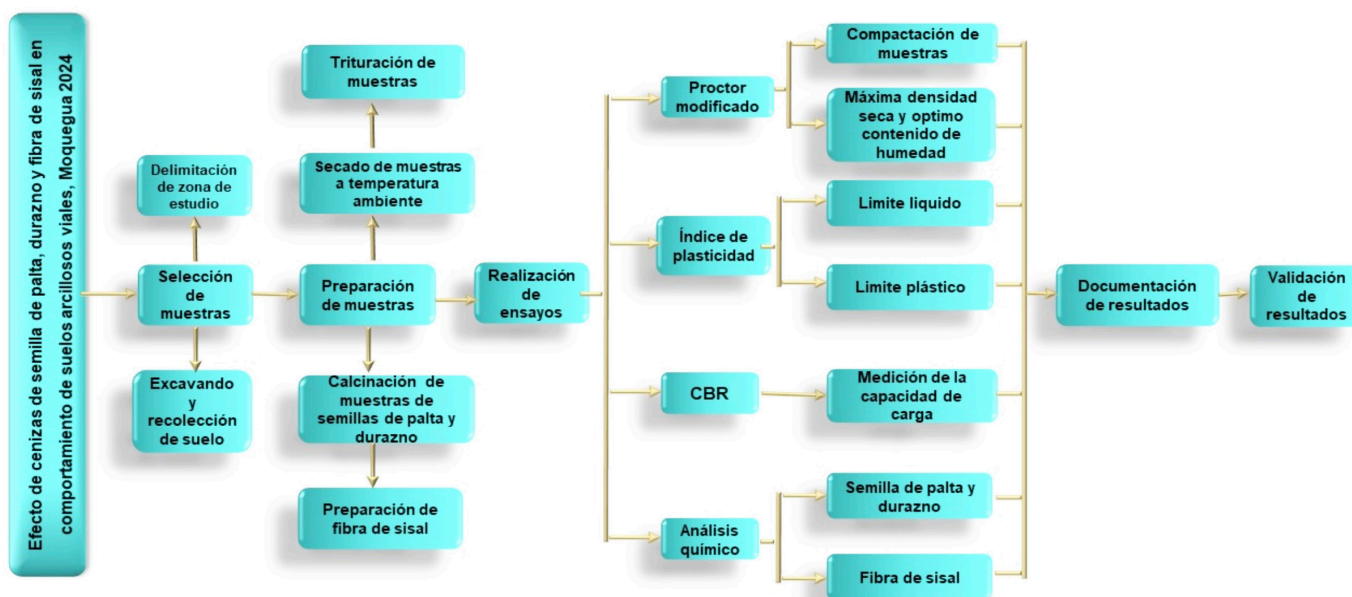 Efecto de cenizas de semilla de palta, durazno y fibra de sisal en
comportamiento de suelos arcillosos viales, Moquegua 2024
Delimitación
de zona de
estudio
Selección
de
muestras
Excavando
y
recolección
de suelo
Trituración de
muestras
Secado de muestras
a temperatura
ambiente
Preparación
de muestras
Calcinación de
muestras de
semillas de palta y
durazno
Preparación de
fibra de sisal
Realización
de
ensayos
Proctor
modificado
Compactación de
muestras
Máxima densidad
seca y optimo
contenido de
humedad
Índice de
plasticidad
Limite liquido
Limite plástico
CBR
Medición de la
capacidad de
carga
Análisis
químico
Semilla de palta y
durazno
Fibra de sisal
Documentación
de resultados
Validación
de
resultados